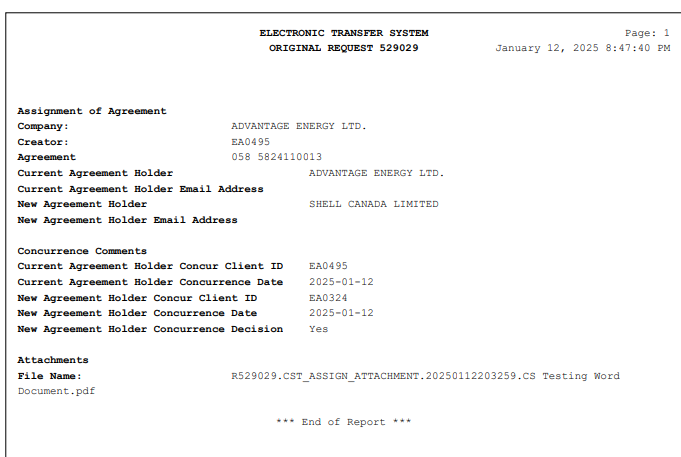 ELECTRONIC TRANSFER SYSTEM Page: 1
ORIGINAL REQUEST 529029 January 12, 2025 8:47:40 PM
Assignment of Agreement
Company: ADVANTAGE ENERGY LTD.
Creator: EA0495
Agreement 058 5824110013
Current Agreement Holder ADVANTAGE ENERGY LTD.
Current Agreement Holder Email Address
New Agreement Holder SHELL CANADA LIMITED
New Agreement Holder Email Address
Concurrence Comments
Current Agreement Holder Concur Client ID EA0495
Current Agreement Holder Concurrence Date 2025-01-12
New Agreement Holder Concur Client ID EA0324
New Agreement Holder Concurrence Date 2025-01-12
New Agreement Holder Concurrence Decision Yes
Attachments
File Name: R529029.CST_ASSIGN_ATTACHMENT.20250112203259.CS Testing Word
Document.pdf
*** End of Report ***